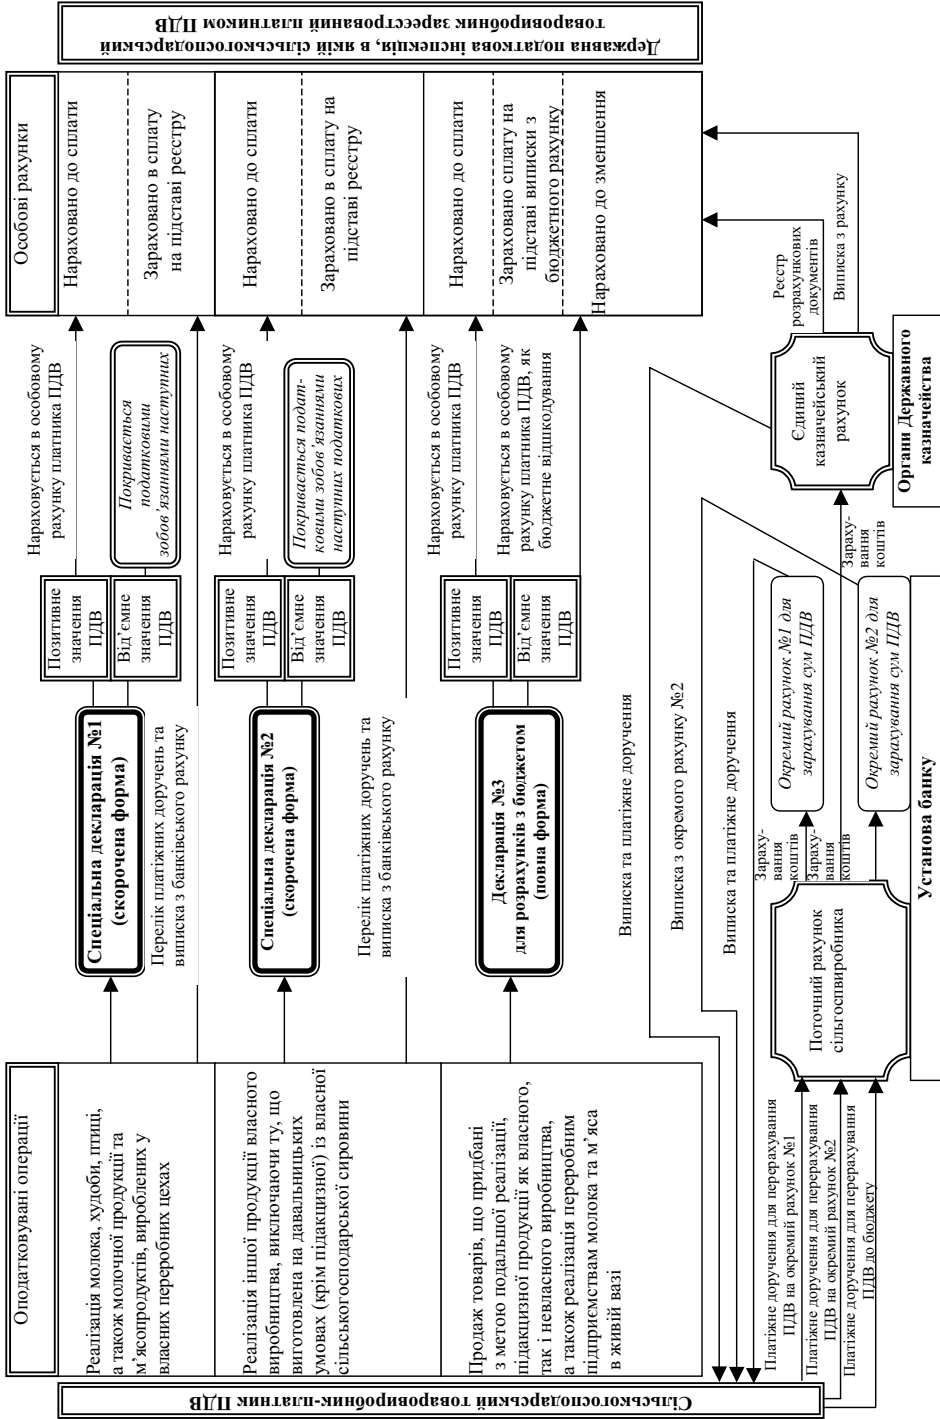 Сільськогосподарський товаровиробник-платник ПДВ
Оподатковувані операції
Реалізація молока, худоби, птиці,
а також молочної продукції та
м’ясопродуктів, вироблених у
власних переробних цехах
Реалізація іншої продукції власного
виробництва, виключаючи ту, що
виготовлена на давальницьких
умовах (крім підакцизної) із власної
сільськогосподарської сировини
Продаж товарів, що придбані
з метою подальшої реалізації,
підакцизної продукції як власного,
так і невласного виробництва,
а також реалізація переробним
підприємствам молока та м’яса
в живій вазі
Спеціальна декларація №1
(скорочена форма)
Перелік платіжних доручень та
виписка з банківського рахунку
Спеціальна декларація №2
(скорочена форма)
Перелік платіжних доручень та
виписка з банківського рахунку
Декларація №3
для розрахунків з бюджетом
(повна форма)
Позитивне
значення
ПДВ
Від’ємне
значення
ПДВ
Позитивне
значення
ПДВ
Від’ємне
значення
ПДВ
Позитивне
значення
ПДВ
Від’ємне
значення
ПДВ
Нараховується в особовому
рахунку платника ПДВ
Покривається
податковими
зобов’язаннями наступних
Нараховується в особовому
рахунку платника ПДВ
Покривається подат-
ковими зобов’язаннями
наступних податкових
Нараховується в особовому
рахунку платника ПДВ
Нараховується в особовому
рахунку платника ПДВ, як
бюджетне відшкодування
Особові рахунки
Нараховано до сплати
Зараховано в сплату
на підставі реєстру
Нараховано до сплати
Зараховано в сплату на
підставі реєстру
Нараховано до сплати
Зараховано сплату на
підставі виписки з
бюджетного рахунку
Нараховано до зменшення
Державна податкова інспекція, в якій сільськогосподарський
товаровиробник зареєстрований платником ПДВ
Виписка та платіжне доручення
Виписка з окремого рахунку №2
Виписка та платіжне доручення
Платіжне доручення для перерахування
ПДВ на окремий рахунок №1
Платіжне доручення для перерахування
ПДВ на окремий рахунок №2
Платіжне доручення для перерахування
ПДВ до бюджету
Поточний рахунок
сільгоспвиробника
Зараху-
вання
коштів
Зараху-
вання
коштів
Окремий рахунок №1 для
зарахування сум ПДВ
Окремий рахунок №2 для
зарахування сум ПДВ
Установа банку
Зараху-
вання
коштів
Єдиний
казначейський
рахунок
Органи Державного
казначейства
Реєстр
розрахункових
документів
Виписка з рахунку